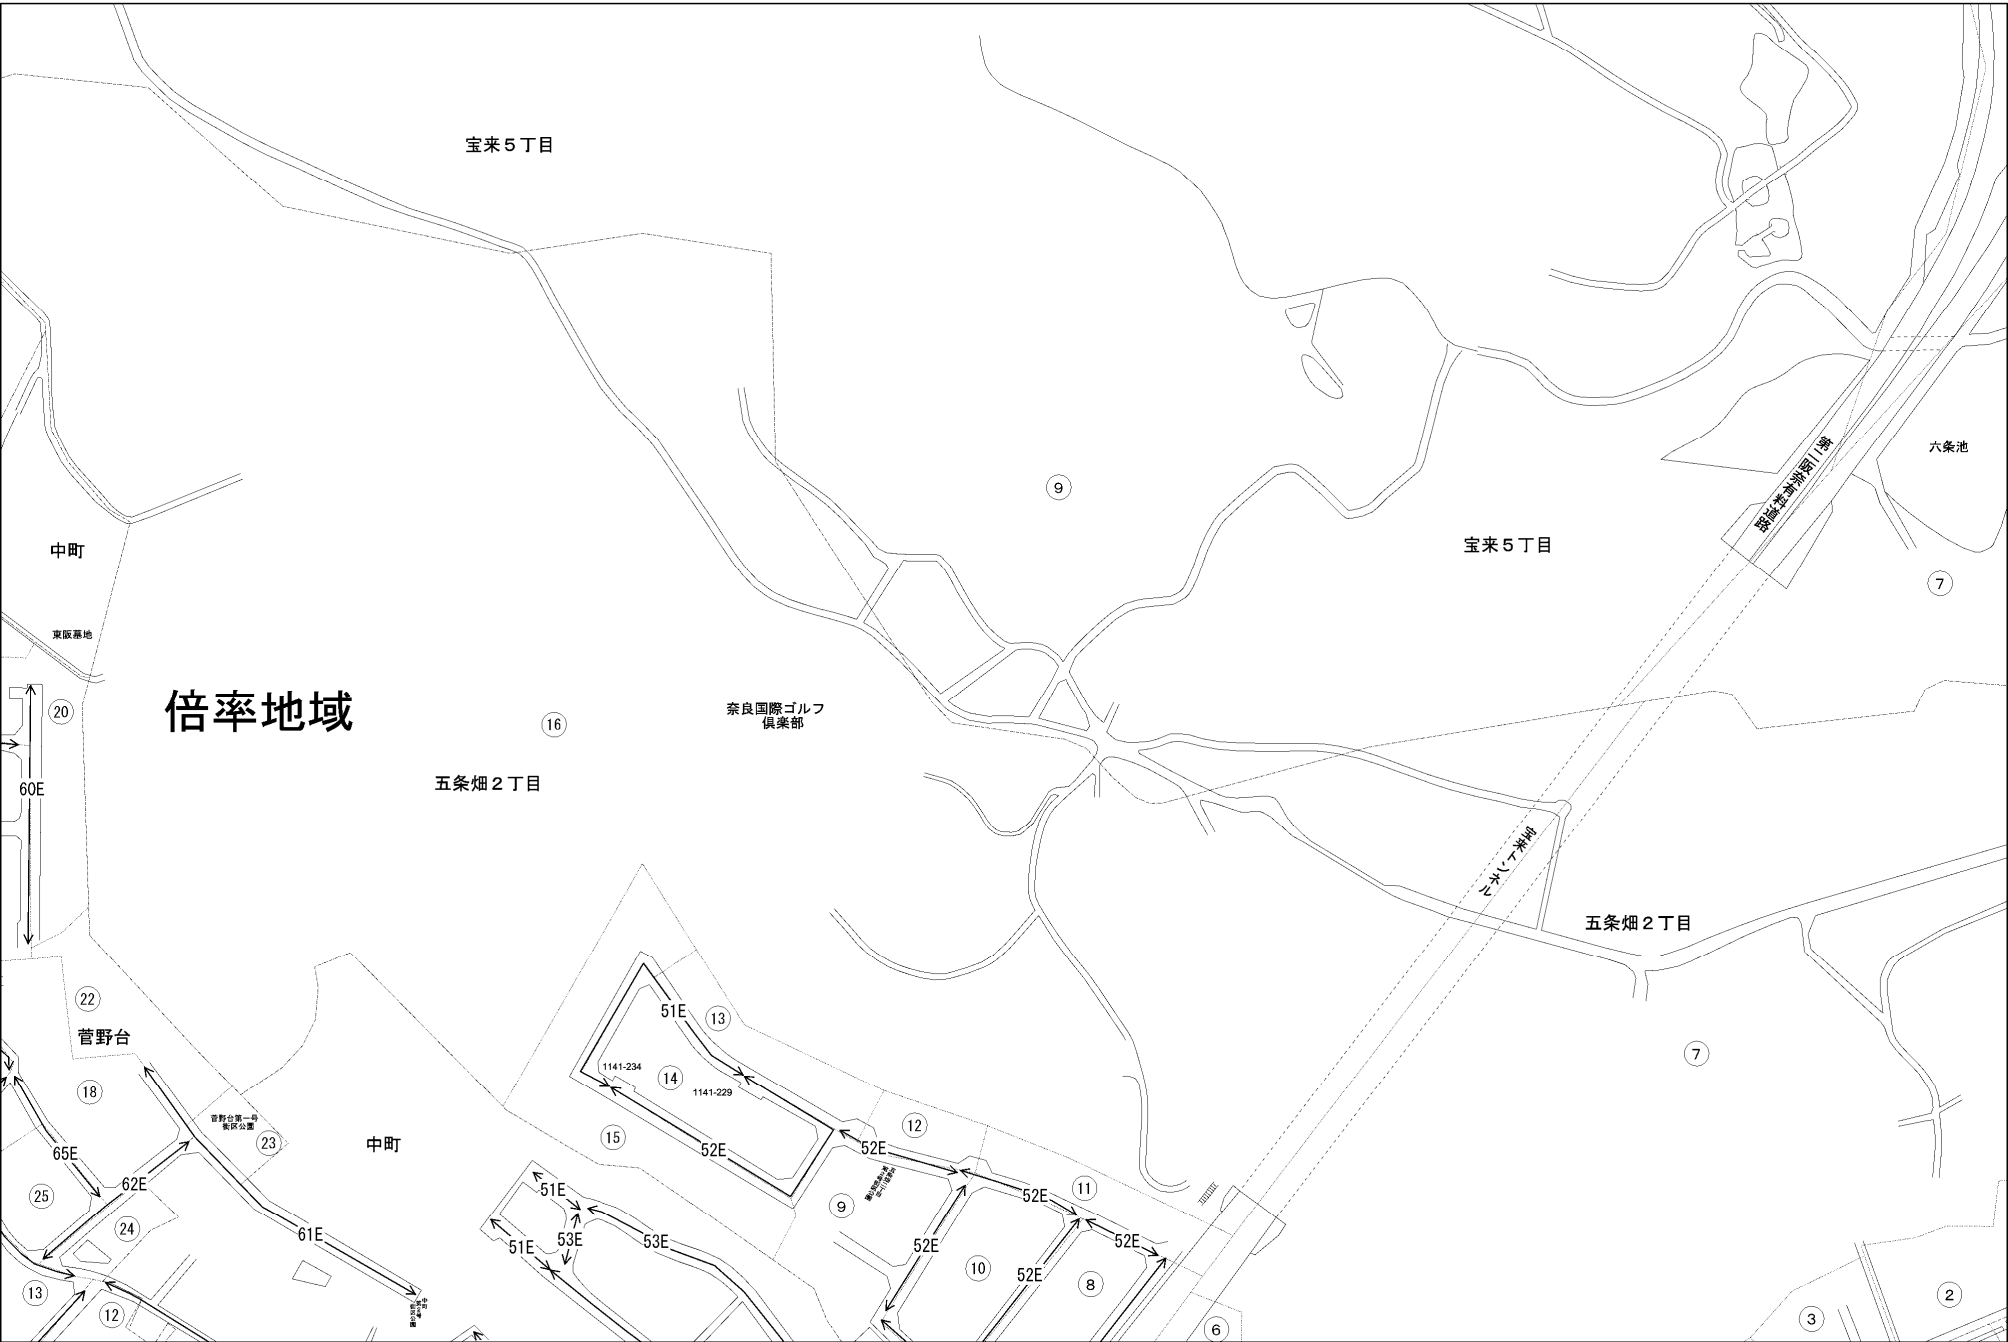 宝来５丁目
第二阪奈有料道路
六条池
⑨
宝来５丁目
中町
⑦
東阪墓地
倍率地域
⑳
⑯
奈良国際ゴルフ
倶楽部
五条畑２丁目
60E
宝来トンネル
五条畑２丁目
㉒
菅野台
51E
⑬
⑦
1141-234
⑭
1141-229
⑱
菅野台第一号
街区公園
㉓
中町
⑮
52E
52E
⑫
65E
62E
㉕
㉔
61E
51E
51E
53E
53E
⑨
52E
⑪
52E
52E
⑩
52E
⑧
⑬
⑫
⑥
③
②